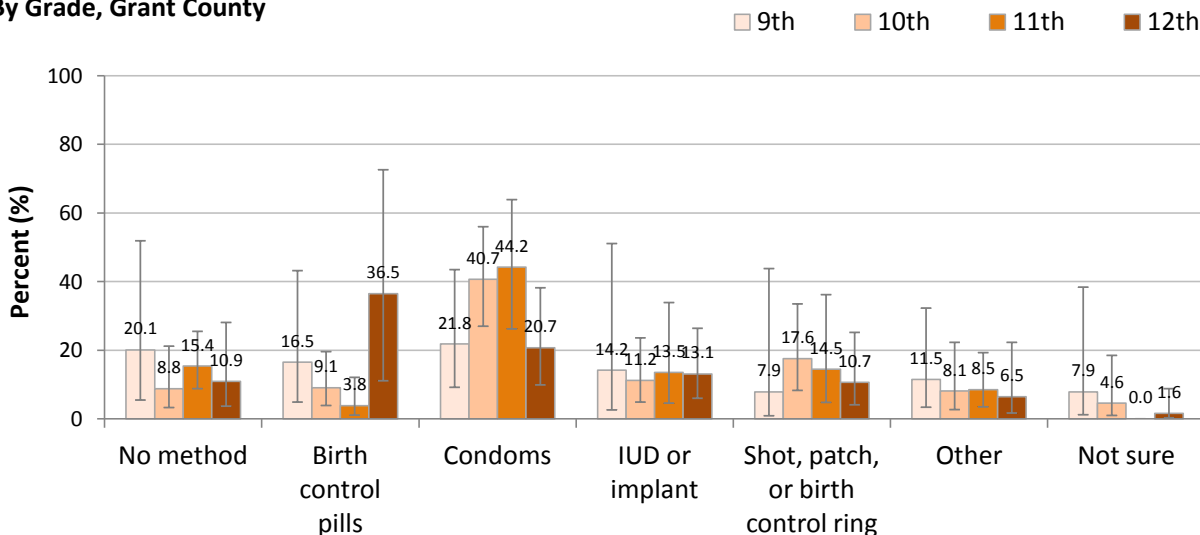 By Grade, Grant County
9th 10th 11th 12th
Percent (%)
100
80
60
40
20
0
20.1 8.8 15.4 10.9
16.5 9.1 3.8 36.5
21.8 40.7 44.2 20.7
14.2 11.2 13.5 13.1
7.9 17.6 14.5 10.7
11.5 8.1 8.5 6.5
7.9 4.6 0.0 1.6
No method
Birth
control
pills
Condoms
IUD or
implant
Shot, patch,
or birth
control ring
Other
Not sure